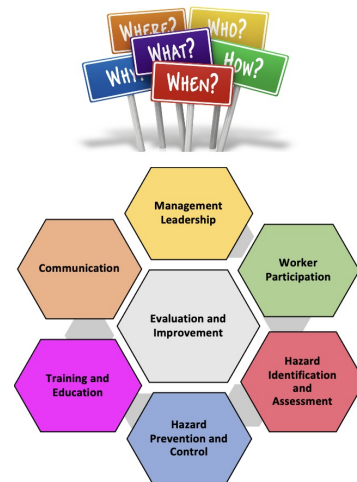 WHERE?
WHO?
WHAT?
WHY?
HOW?
WHEN?
Management
Leadership
Communication
Worker
Participation
Evaluation and
Improvement
Training and
Education
Hazard
Identification
and
Assessment
Hazard
Prevention and
Control